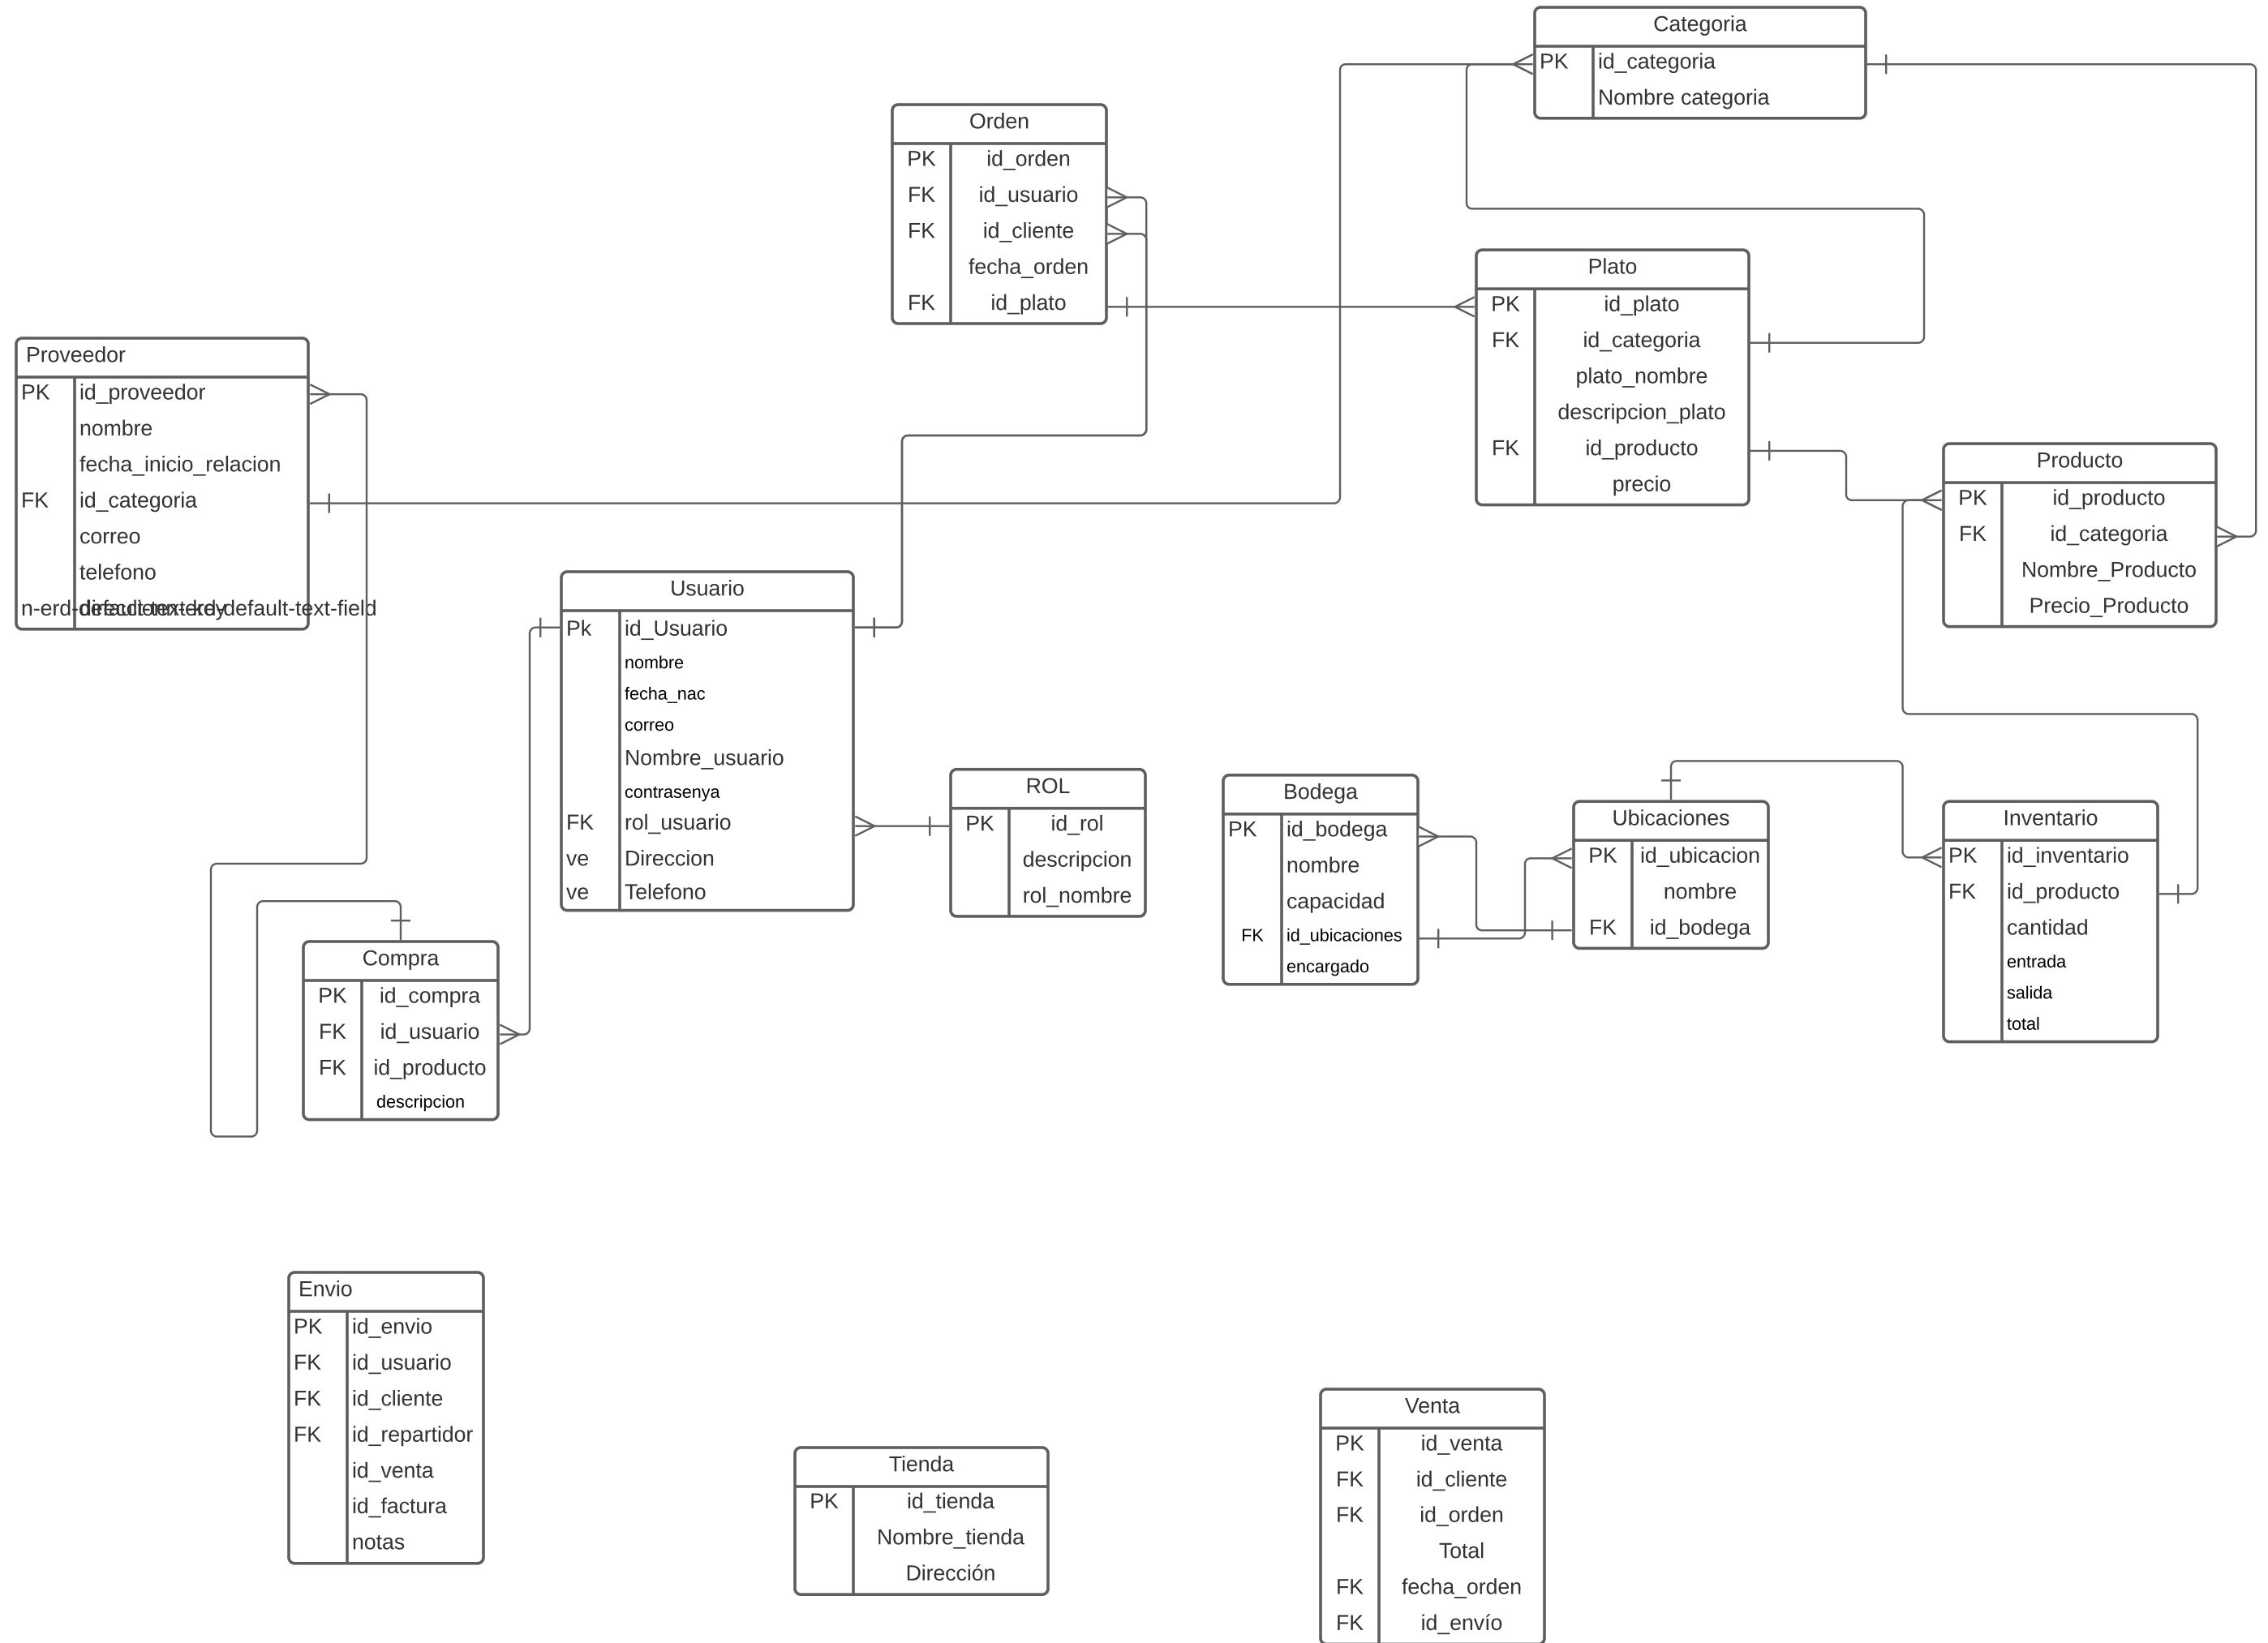 Categoria
PK id_categoria
Nombre categoria
Orden
PK id_orden
FK id_usuario
FK id_cliente
fecha_orden
FK id_plato
Plato
PK id_plato
FK id_categoria
plato_nombre
descripcion_plato
FK id_producto
precio
Proveedor
PK id_proveedor
nombre
fecha_inicio_relacion
FK id_categoria
correo
telefono
direccion
Producto
PK id_producto
FK id_categoria
Nombre_Producto
Precio_Producto
Usuario
Pk id_Usuario
nombre
fecha_nac
correo
Nombre_usuario
contrasenya
FK rol_usuario
ve Direccion
ve Telefono
ROL
PK id_rol
descripcion
rol_nombre
Bodega
PK id_bodega
nombre
capacidad
FK id_ubicaciones
encargado
Ubicaciones
PK id_ubicacion
nombre
FK id_bodega
Inventario
PK id_inventario
FK id_producto
cantidad
entrada
salida
total
Compra
PK id_compra
FK id_usuario
FK id_producto
descripcion
Envio
PK id_envio
FK id_usuario
FK id_cliente
FK id_repartidor
id_venta
id_factura
notas
Tienda
PK id_tienda
Nombre_tienda
Dirección
Venta
PK id_venta
FK id_cliente
FK id_orden
Total
FK fecha_orden
FK id_envío